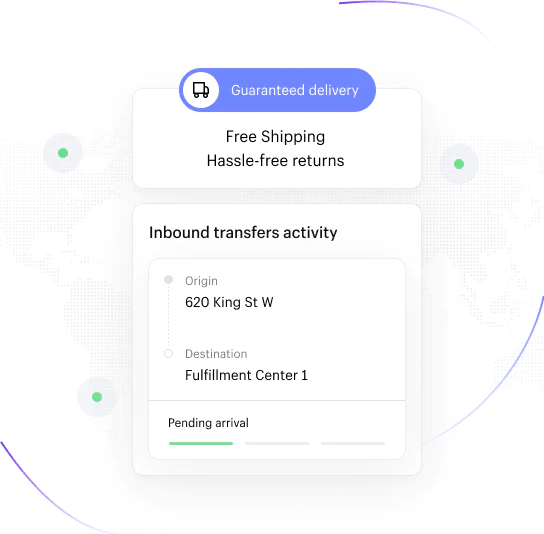 Guaranteed delivery
Free Shipping
Hassle-free returns
Inbound transfers activity
Origin
620 King St W
Destination
Fulfillment Center 1
Pending arrival